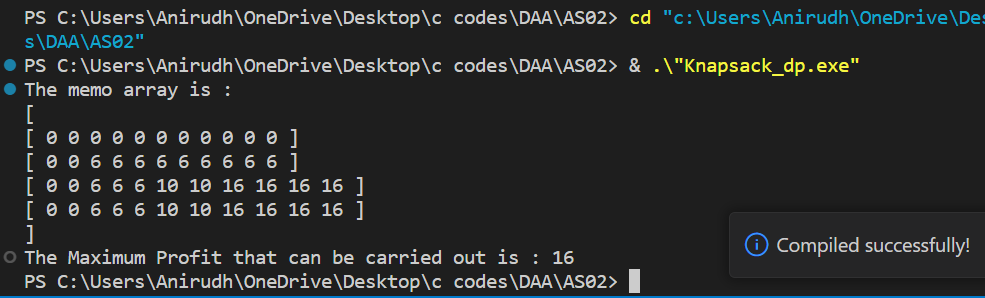 PS C:\Users\Anirudh\OneDrive\Desktop\c codes\DAA\AS02> cd "c:\Users\Anirudh\OneDrive\Des
s\DAA\AS02"
PS C:\Users\Anirudh\OneDrive\Desktop\c codes\DAA\AS02> & .\"Knapsack_dp.exe"
The memo array is :
[
[ 0 0 0 0 0 0 0 0 0 0 0 ]
[ 0 0 6 6 6 6 6 6 6 6 6 ]
[ 0 0 6 6 6 10 10 16 16 16 16 ]
[ 0 0 6 6 6 10 10 16 16 16 16 ]
]
The Maximum Profit that can be carried out is : 16
PS C:\Users\Anirudh\OneDrive\Desktop\c codes\DAA\AS02>
Compiled successfully!